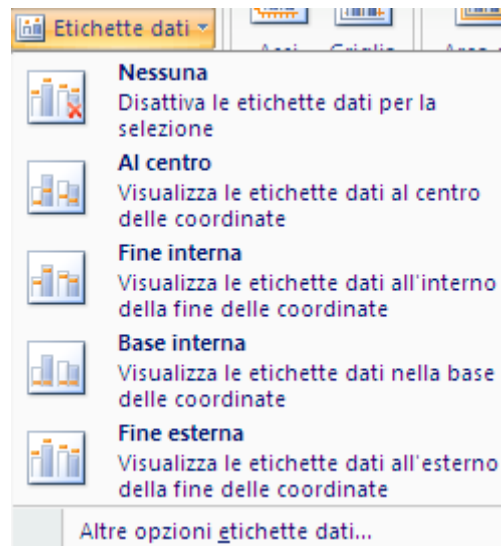 Etichette dati
Nessuna
Disattiva le etichette dati per la
selezione
Al centro
Visualizza le etichette dati al centro
delle coordinate
Fine interna
Visualizza le etichette dati all'interno
della fine delle coordinate
Base interna
Visualizza le etichette dati nella base
delle coordinate
Fine esterna
Visualizza le etichette dati all'esterno
della fine delle coordinate
Altre opzioni etichette dati...